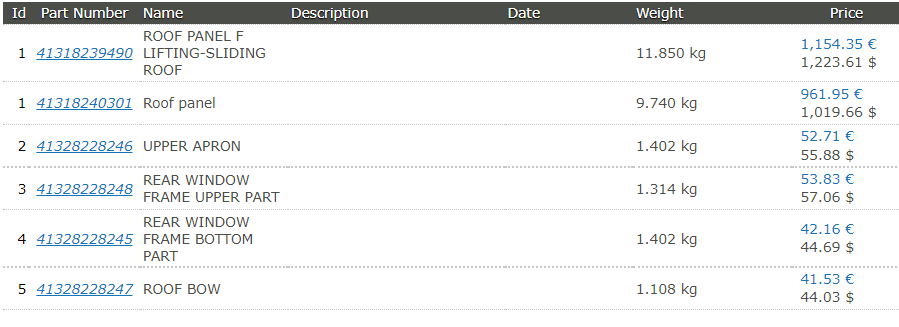 Id Part Number Name Description Date Weight Price
1 41318239490 ROOF PANEL F LIFTING-SLIDING ROOF 11.850 kg 1,154.35 € 1,223.61 $
1 41318240301 Roof panel 9.740 kg 961.95 € 1,019.66 $
2 41328228246 UPPER APRON 1.402 kg 52.71 € 55.88 $
3 41328228248 REAR WINDOW FRAME UPPER PART 1.314 kg 53.83 € 57.06 $
4 41328228245 REAR WINDOW FRAME BOTTOM PART 1.402 kg 42.16 € 44.69 $
5 41328228247 ROOF BOW 1.108 kg 41.53 € 44.03 $